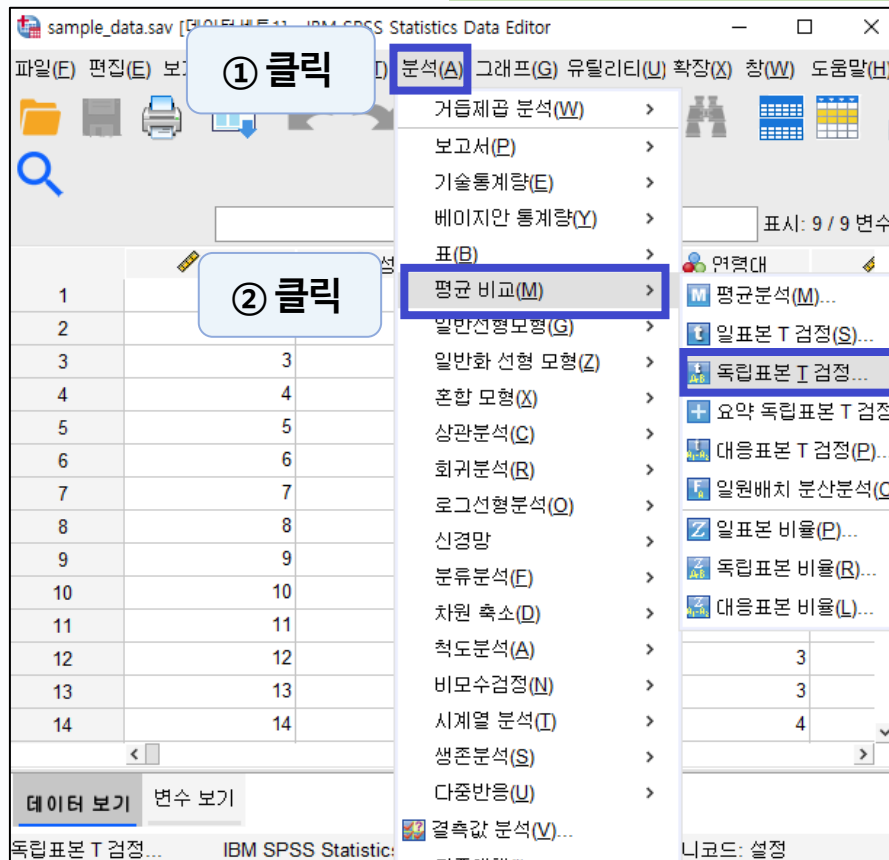 sample_data.sav [데이터세트1] - IBM SPSS Statistics Data Editor
파일(F) 편집(E) 분석(A) 그래프(G) 유틸리티(U) 확장(X) 창(W) 도움말(H)
① 클릭
표시: 9 / 9 변수
연령대
② 클릭
거듭제곱 분석(W)
보고서(P)
기술통계량(E)
베이지안 통계량(Y)
표(B)
평균 비교(M)
일반선형모형(G)
일반화 선형 모형(Z)
혼합 모형(X)
상관분석(C)
회귀분석(R)
로그선형분석(O)
신경망
분류분석(F)
차원 축소(D)
척도분석(A)
비모수검정(N)
시계열 분석(T)
생존분석(S)
다중반응(U)
결측값 분석(V)...
평균분석(M)...
일표본 T 검정(S)...
독립표본 T 검정...
요약 독립표본 T 검정
대응표본 T 검정(P)...
일원배치 분산분석(O
일표본 비율(P)...
독립표본 비율(R)...
대응표본 비율(L)...
1
2
3 3
4 4
5 5
6 6
7 7
8 8
9 9
10 10
11 11
12 12 3
13 13 3
14 14 4
데이터 보기 변수 보기
독립표본 T 검정... IBM SPSS Statistics 니코드: 설정